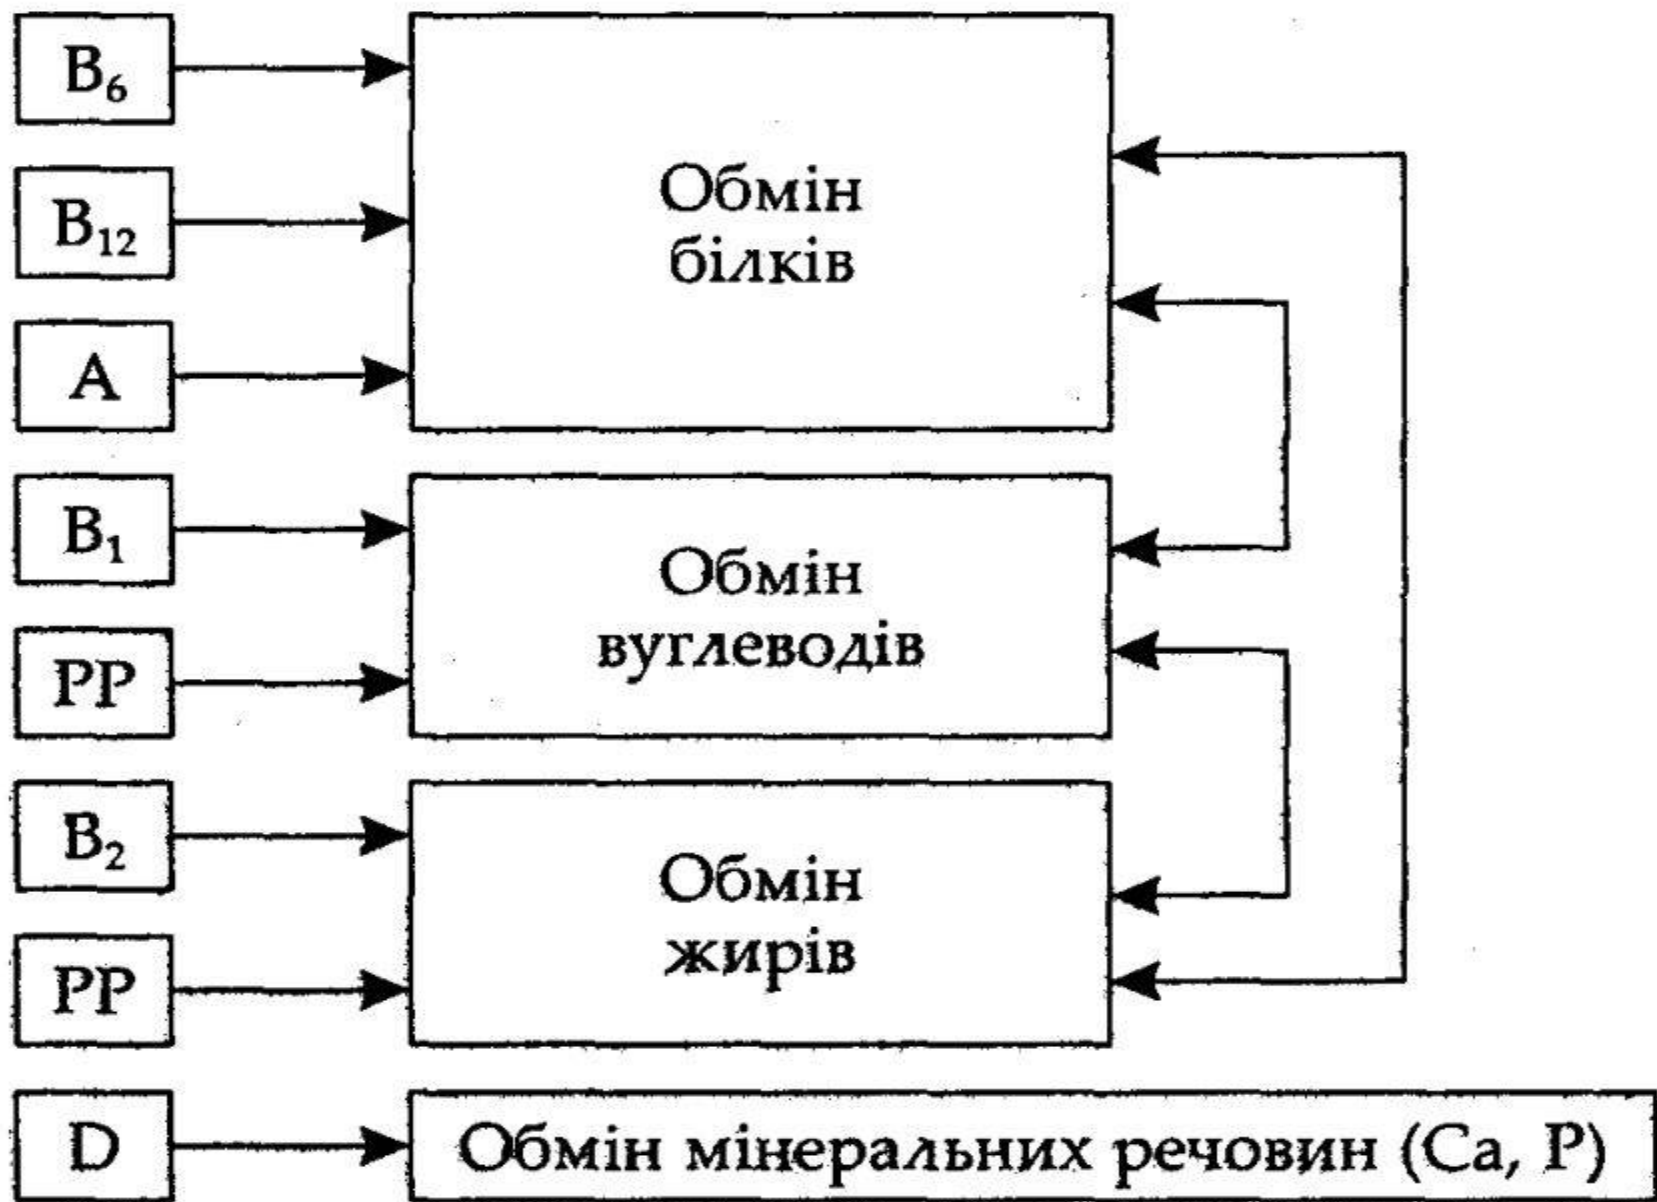 B₆
B₁₂
A
Обмін
білків
B₁
PP
Обмін
вуглеводів
B₂
PP
Обмін
жирів
D
Обмін мінеральних речовин (Ca, P)